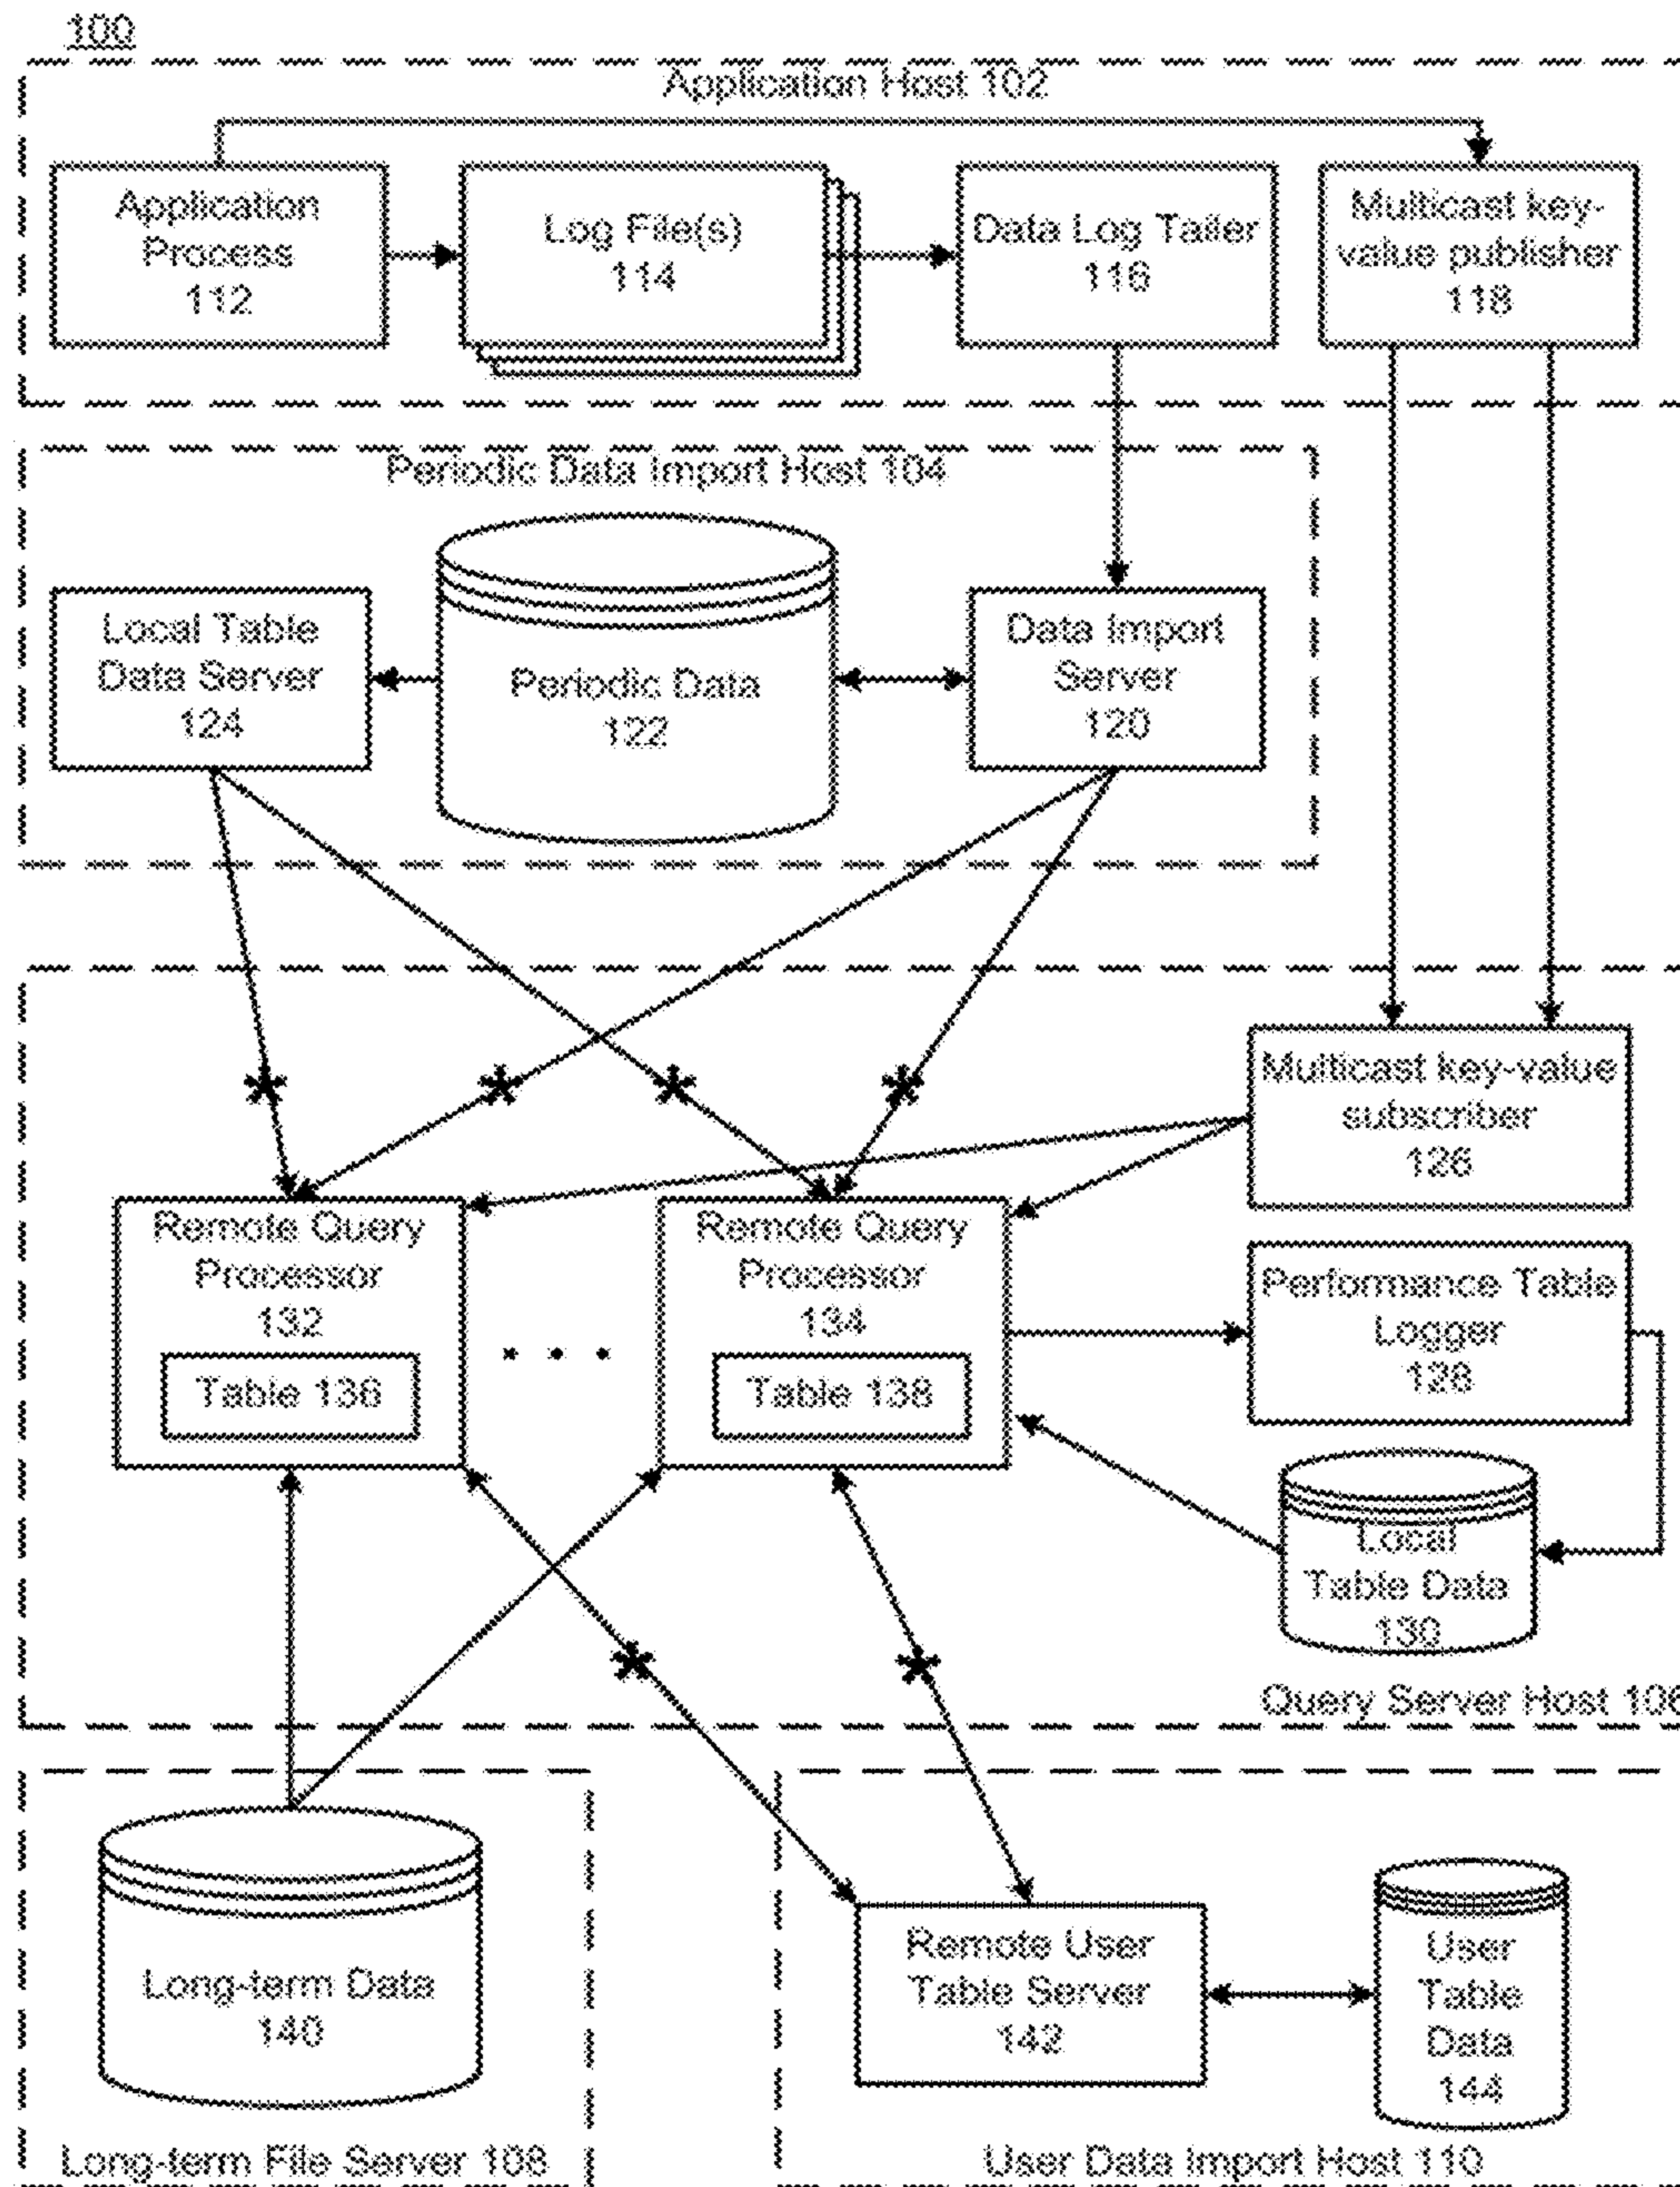 100
Application Host 102
Application
Process
112
Log File(s)
114
Data Log Tailer
116
Multicast key-
value publisher
118
Periodic Data Import Host 104
Local Table
Data Server
124
Periodic Data
122
Data Import
Server
120
Multicast key-value
subscriber
126
Remote Query
Processor
132
Table 136
. . .
Remote Query
Processor
134
Table 138
Performance Table
Logger
128
Local
Table Data
130
Query Server Host 106
Long-term Data
140
Long-term File Server 108
Remote User
Table Server
142
User
Table
Data
144
User Data Import Host 110